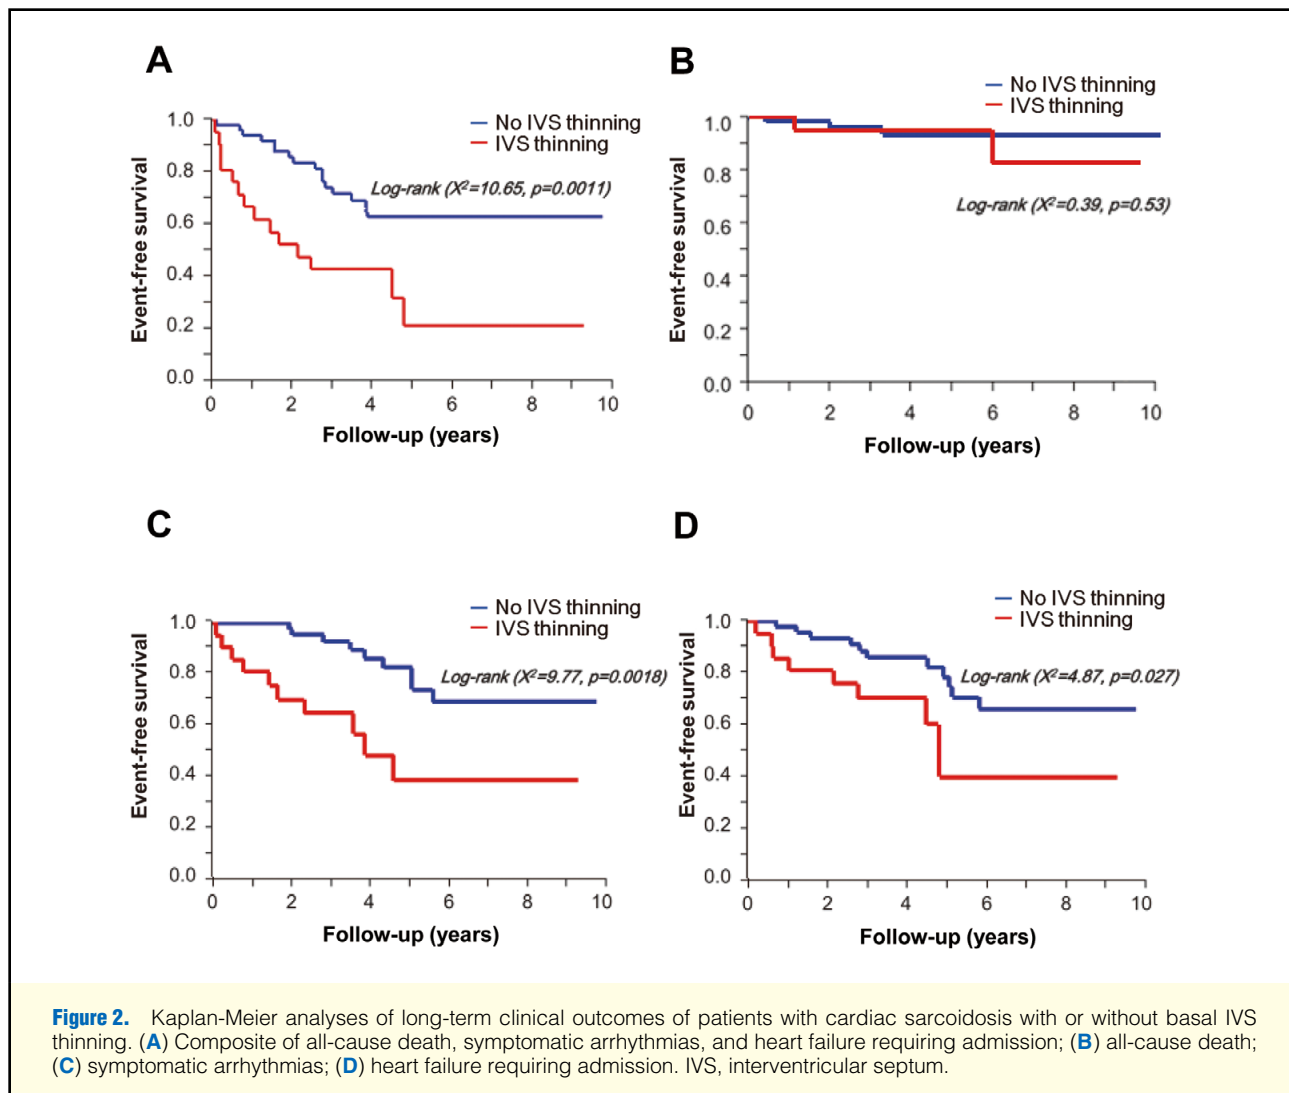 A
No IVS thinning
IVS thinning
Log-rank (X²=10.65, p=0.0011)
Event-free survival
1.0
0.8
0.6
0.4
0.2
0.0
0 2 4 6 8 10
Follow-up (years)
B
No IVS thinning
IVS thinning
Log-rank (X²=0.39, p=0.53)
Event-free survival
1.0
0.8
0.6
0.4
0.2
0.0
0 2 4 6 8 10
Follow-up (years)
C
No IVS thinning
IVS thinning
Log-rank (X²=9.77, p=0.0018)
Event-free survival
1.0
0.8
0.6
0.4
0.2
0.0
0 2 4 6 8 10
Follow-up (years)
D
No IVS thinning
IVS thinning
Log-rank (X²=4.87, p=0.027)
Event-free survival
1.0
0.8
0.6
0.4
0.2
0.0
0 2 4 6 8 10
Follow-up (years)
Figure 2. Kaplan-Meier analyses of long-term clinical outcomes of patients with cardiac sarcoidosis with or without basal IVS
thinning. (A) Composite of all-cause death, symptomatic arrhythmias, and heart failure requiring admission; (B) all-cause death;
(C) symptomatic arrhythmias; (D) heart failure requiring admission. IVS, interventricular septum.